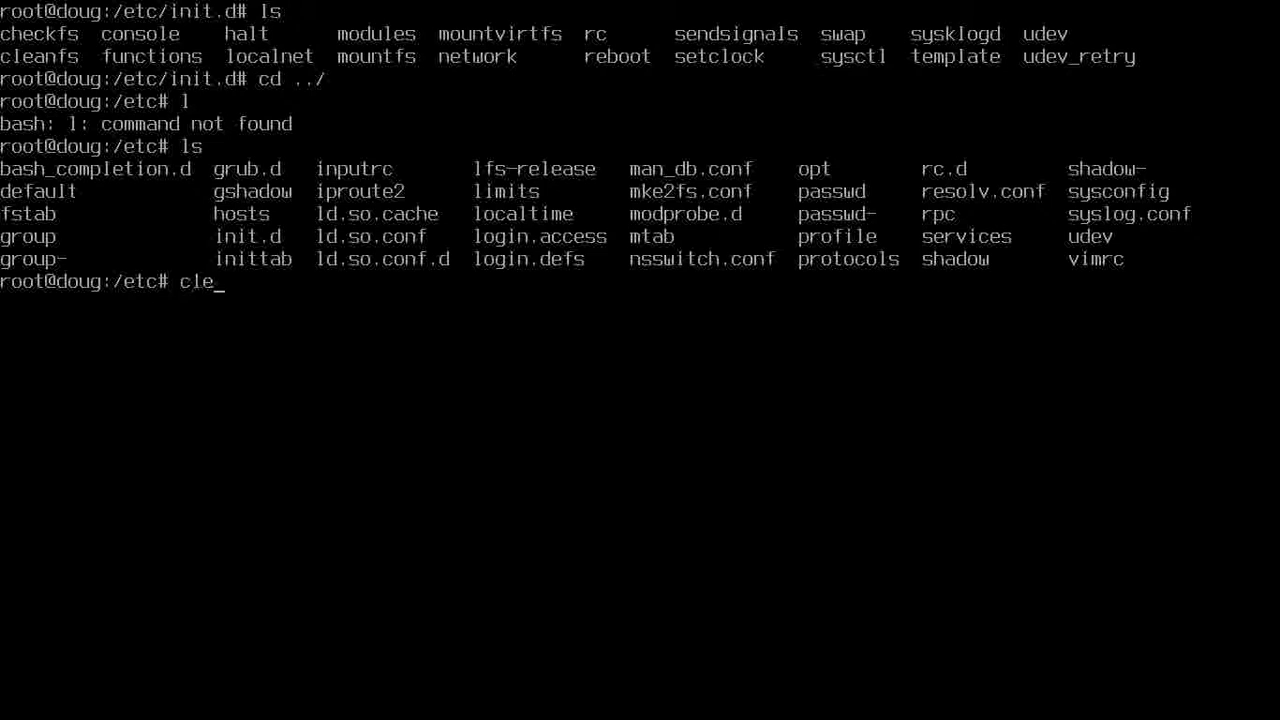 root@doug:/etc/init.d# ls
checkfs console halt modules mountvirtfs rc sendsignals swap sysklogd udev
cleanfs functions localnet mountfs network reboot setclock sysctl template udev_retry
root@doug:/etc/init.d# cd ../
root@doug:/etc# l
bash: l: command not found
root@doug:/etc# ls
bash_completion.d grub.d inputrc lfs-release man_db.conf opt rc.d shadow-
default gshadow iproute2 limits mke2fs.conf passwd resolv.conf sysconfig
fstab hosts ld.so.cache localtime modprobe.d passwd- rpc syslog.conf
group init.d ld.so.conf login.access mtab profile services udev
group- inittab ld.so.conf.d login.defs nsswitch.conf protocols shadow vimrc
root@doug:/etc# cle_